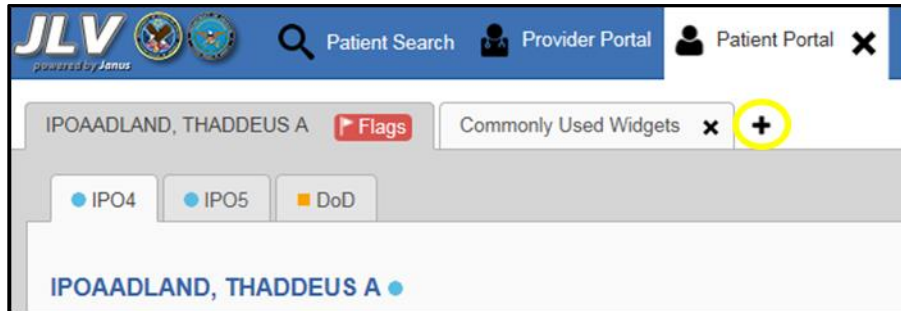 JLV
powered by Janus
Patient Search
Provider Portal
Patient Portal
IPOAADLAND, THADDEUS A
Flags
Commonly Used Widgets
IPO4
IPO5
DoD
IPOAADLAND, THADDEUS A